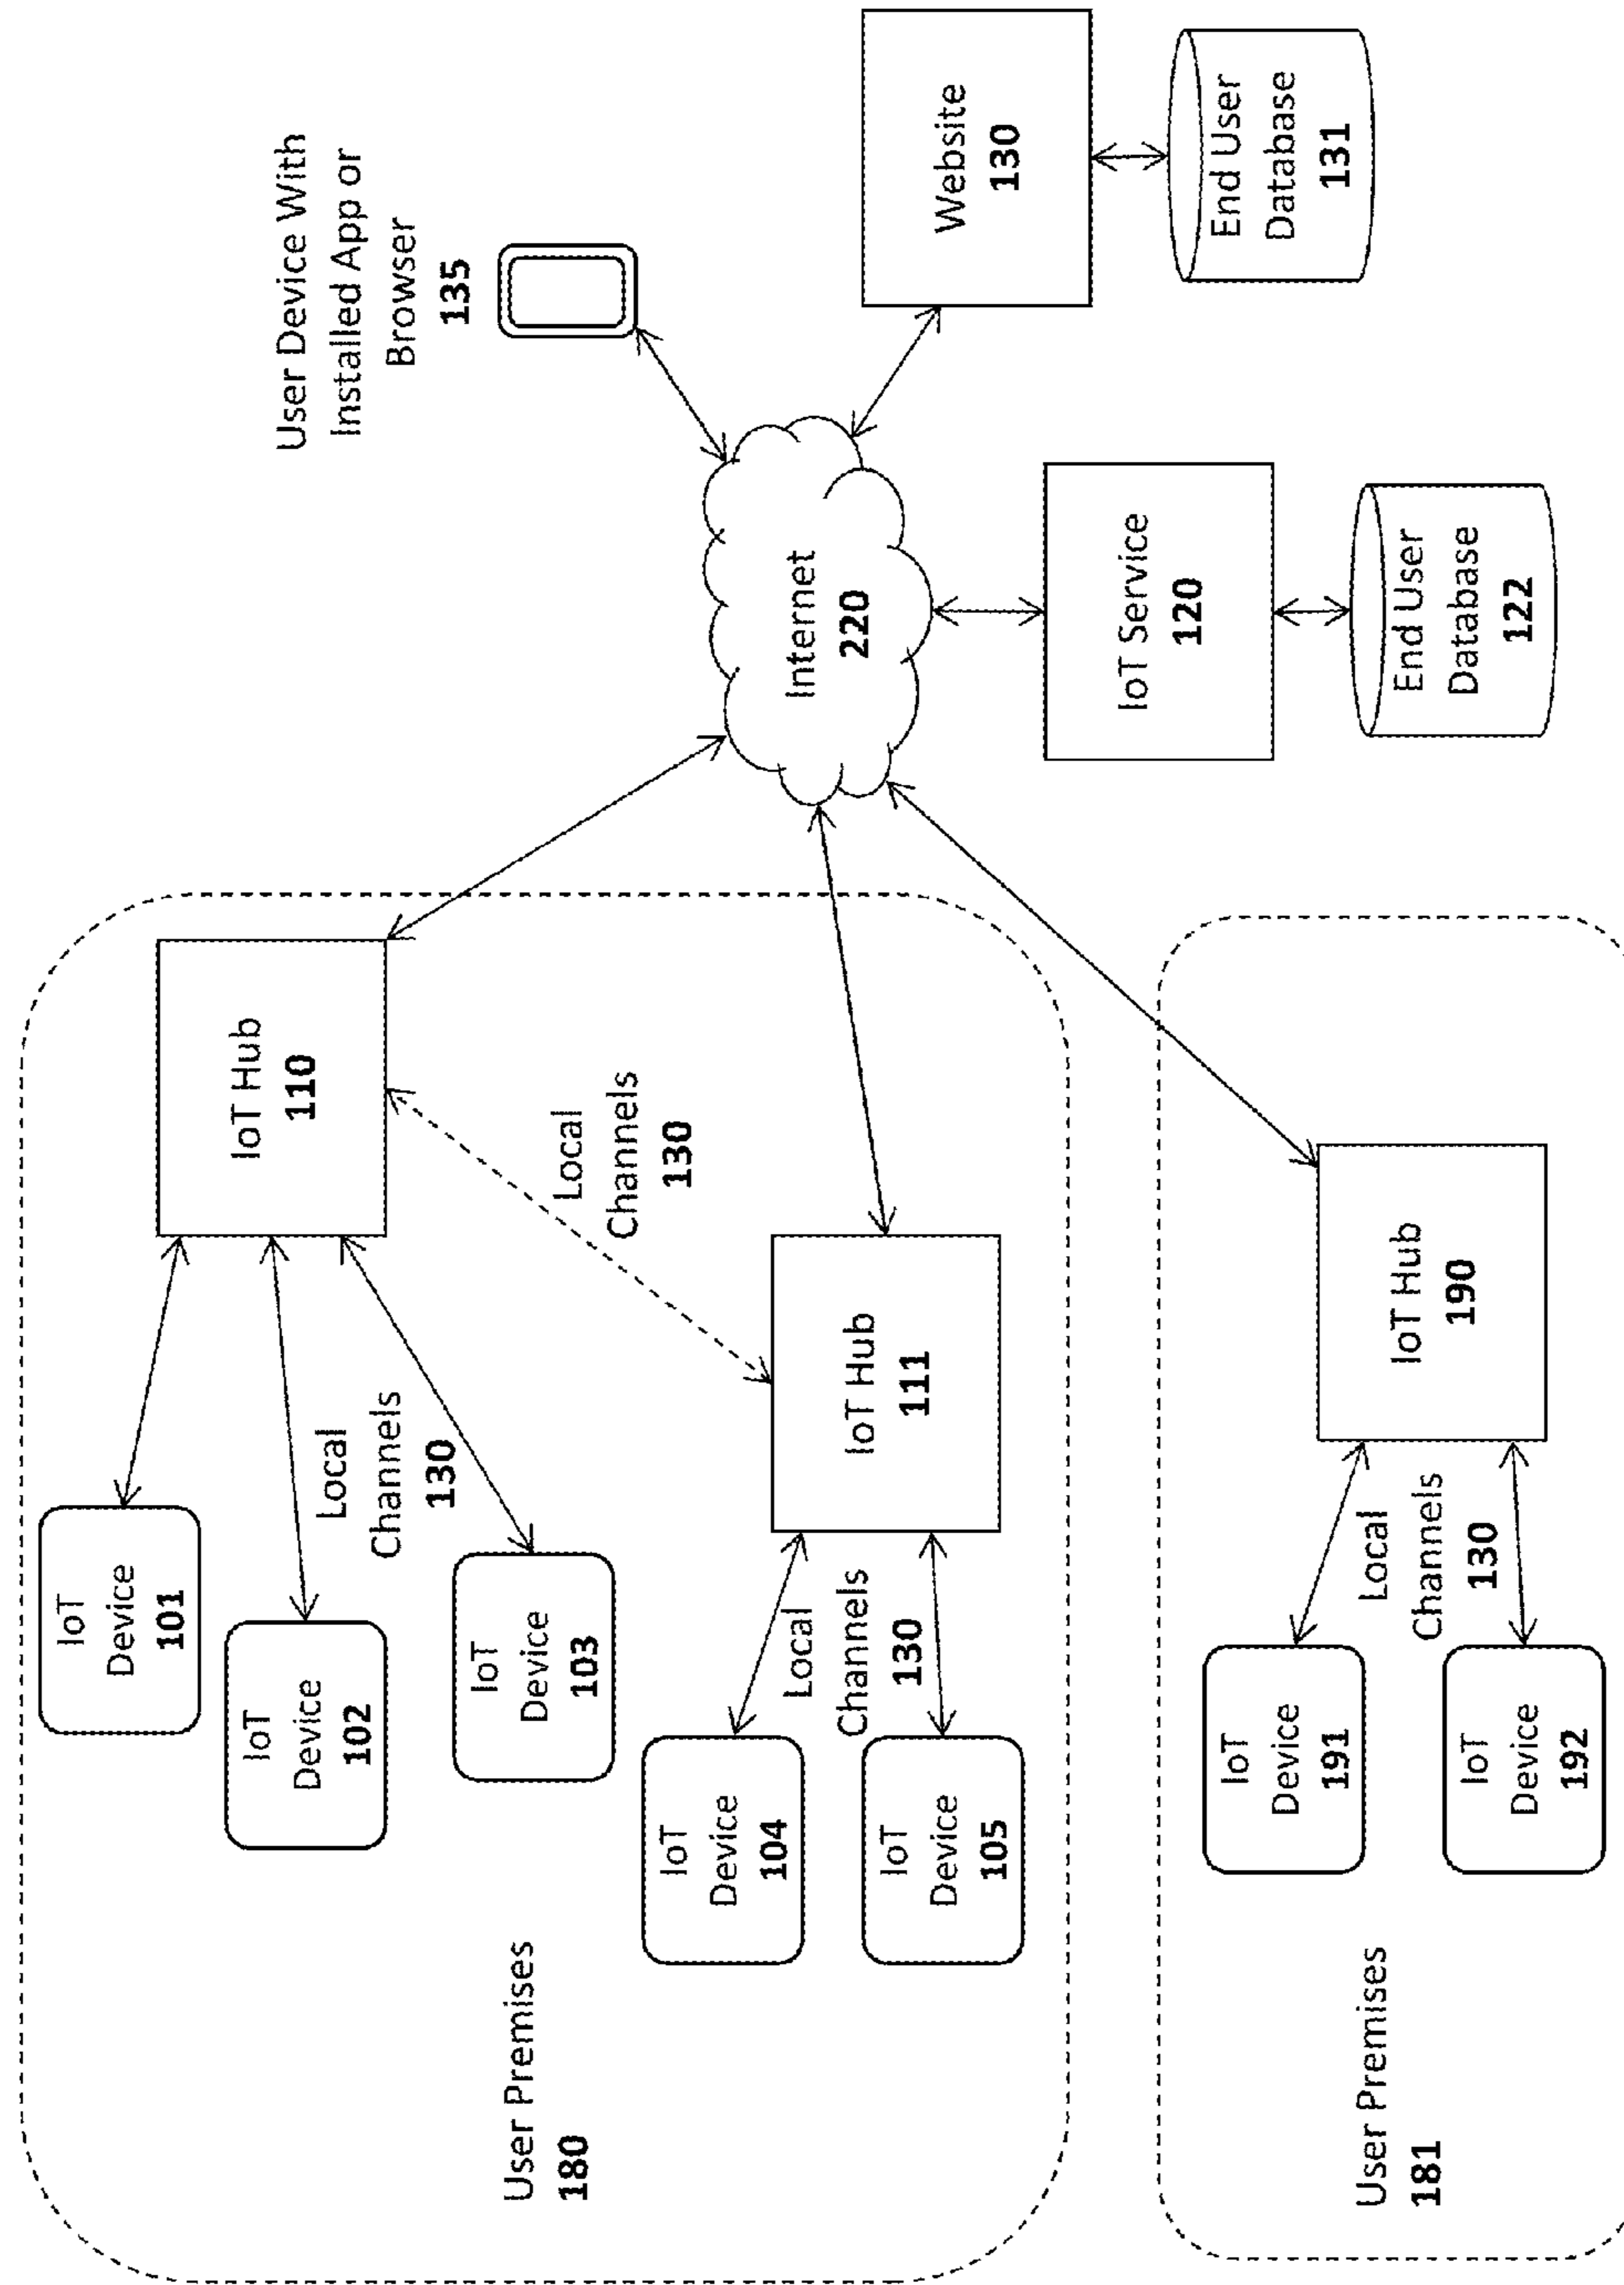 User Premises
180
IoT
Device
101
IoT
Device
102
IoT
Device
103
Local
Channels
130
IoT Hub
110
Local
Channels
130
IoT
Device
104
IoT
Device
105
Local
Channels
130
IoT Hub
111
User Premises
181
IoT
Device
191
IoT
Device
192
Local
Channels
130
IoT Hub
190
Internet
220
User Device With
Installed App or
Browser
135
IoT Service
120
End User
Database
122
Website
130
End User
Database
131